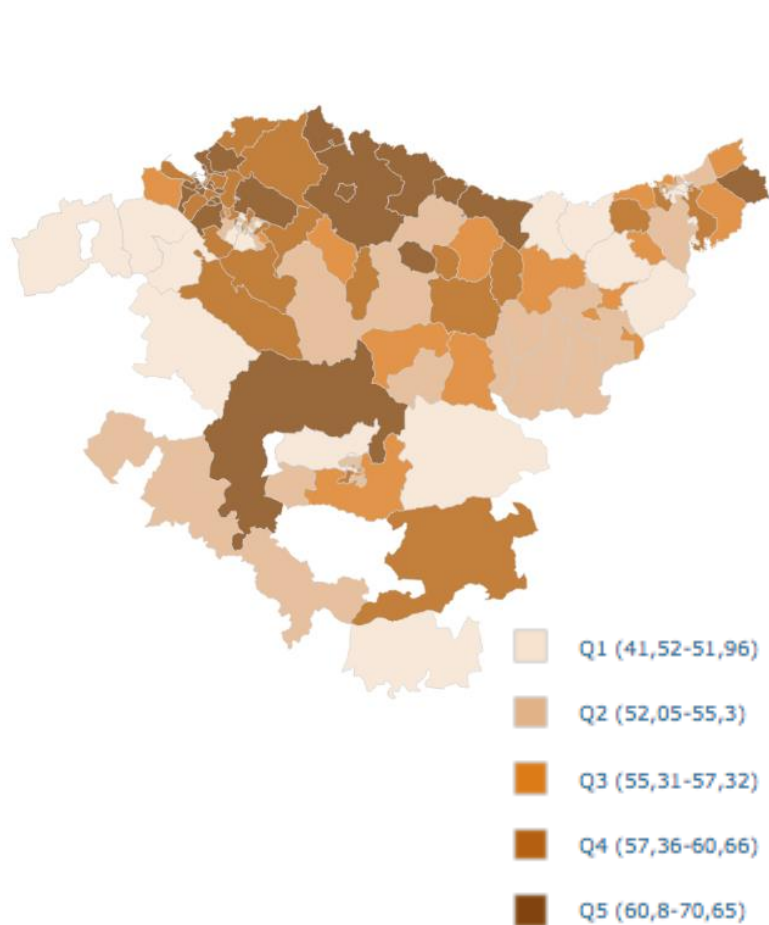 Q1 (41,52-51,96)
Q2 (52,05-55,3)
Q3 (55,31-57,32)
Q4 (57,36-60,66)
Q5 (60,8-70,65)